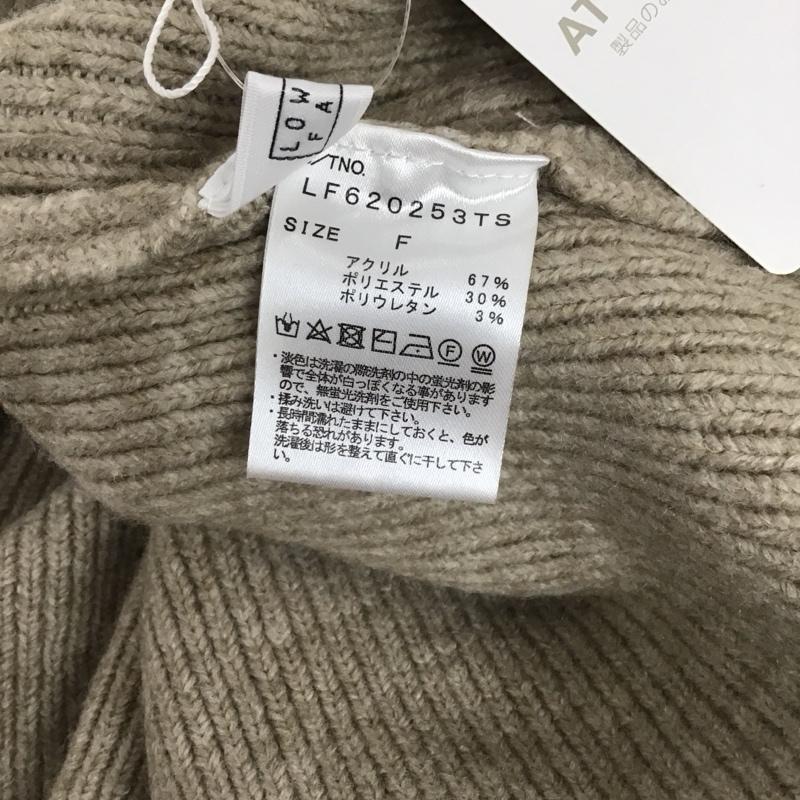 AT
製品のお
LOW
FA
TNO.
LF620253TS
SIZE F
アクリル 67%
ポリエステル 30%
ポリウレタン 3%
F W
・淡色は洗濯の際洗剤の中の蛍光剤の影
響で全体が白っぽくなる事があります
ので、無蛍光洗剤をご使用下さい。
・揉み洗いは避けて下さい。
・長時間濡れたままにしておくと、色が
落ちる恐れがあります。
洗濯後は形を整えて直ぐに干して下さ
い。